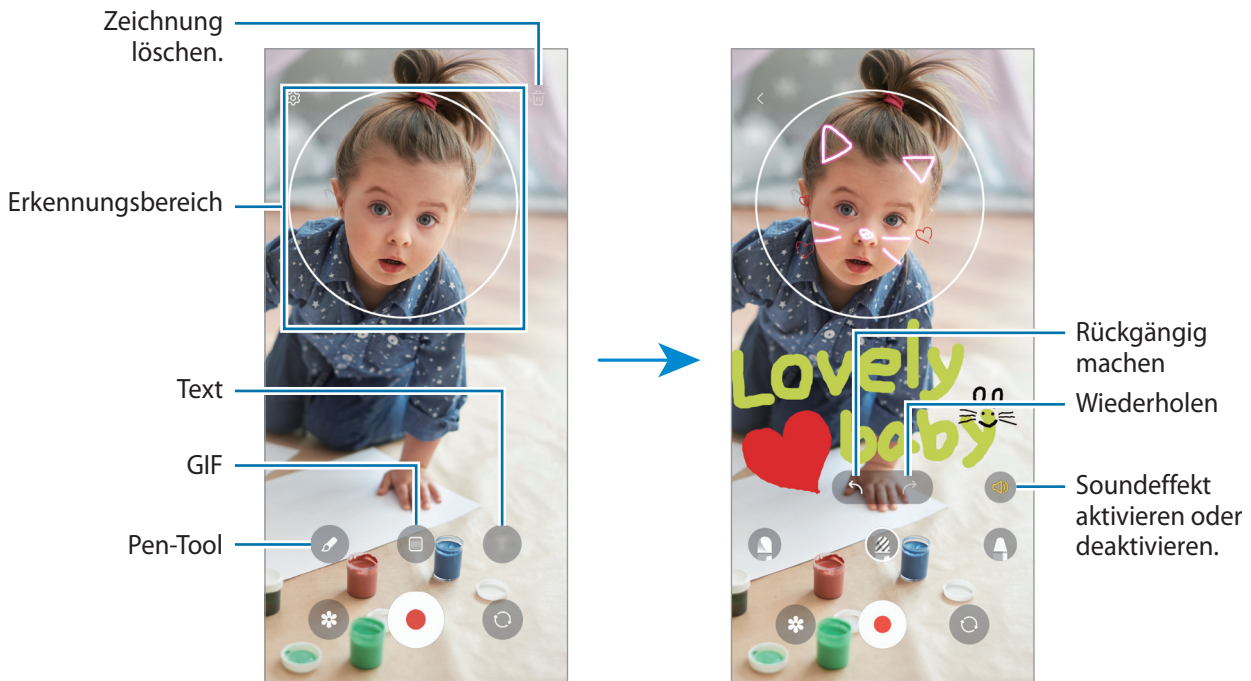 Zeichnung
löschen.
Erkennungsbereich
Text
GIF
Pen-Tool
Lovely
baby
Rückgängig
machen
Wiederholen
Soundeffekt
aktivieren oder
deaktivieren.